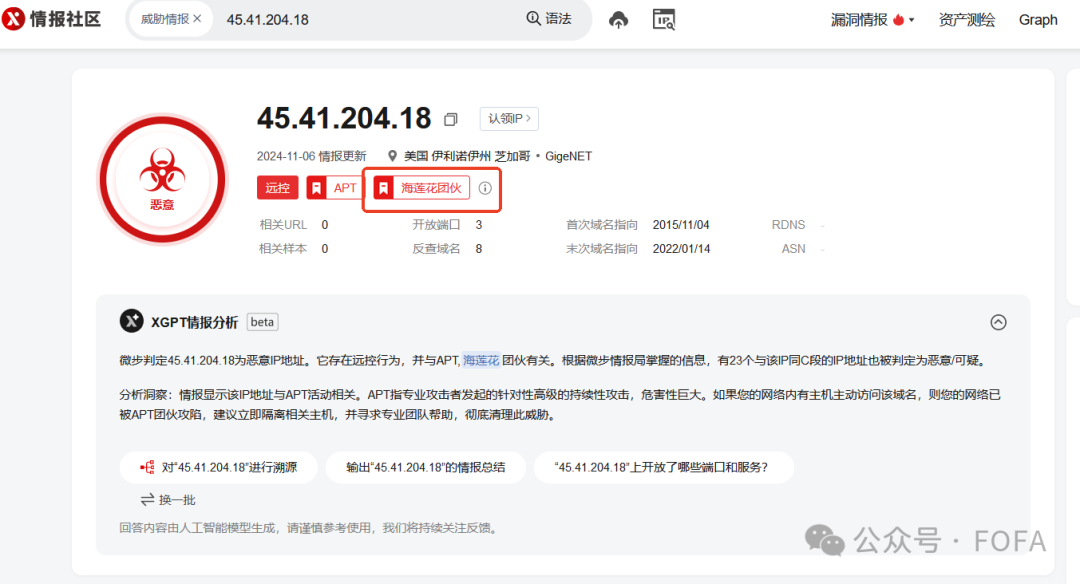 情报社区 威胁情报 × 45.41.204.18 语法 漏洞情报 资产测绘 Graph
45.41.204.18 认领IP >
恶意
2024-11-06 情报更新 美国 伊利诺伊州 芝加哥 • GigeNET
远控 APT 海莲花团伙
相关URL 0 开放端口 3 首次域名指向 2015/11/04 RDNS -
相关样本 0 反查域名 8 末次域名指向 2022/01/14 ASN -
XGPT情报分析 beta
微步判定45.41.204.18为恶意IP地址。它存在远控行为，并与APT,海莲花 团伙有关。根据微步情报局掌握的信息，有23个与该IP同C段的IP地址也被判定为恶意/可疑。
分析洞察：情报显示该IP地址与APT活动相关。APT指专业攻击者发起的针对性高级的持续性攻击，危害性巨大。如果您的网络内有主机主动访问该域名，则您的网络已
被APT团伙攻陷，建议立即隔离相关主机，并寻求专业团队帮助，彻底清理此威胁。
对"45.41.204.18"进行溯源 输出"45.41.204.18"的情报总结 "45.41.204.18"上开放了哪些端口和服务?
换一批
回答内容由人工智能模型生成，请谨慎参考使用，我们将持续关注反馈。
公众号 · FOFA